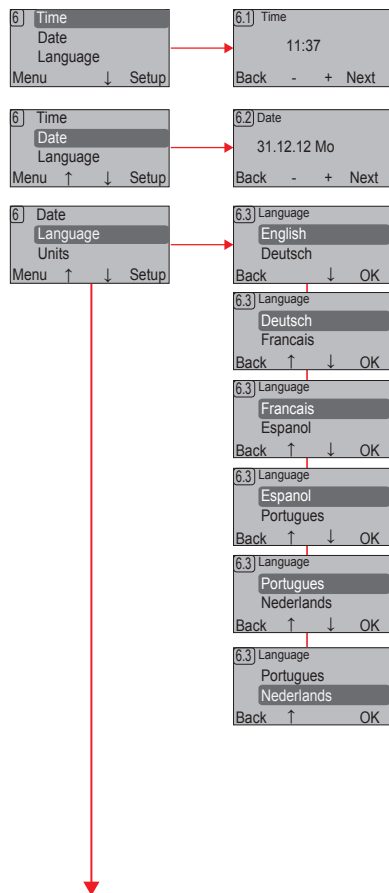 6 Time
Date
Language
Menu ↓ Setup
6.1) Time
11:37
Back - + Next
6 Time
Date
Language
Menu ↑ ↓ Setup
6.2) Date
31.12.12 Mo
Back - + Next
6 Date
Language
Units
Menu ↑ ↓ Setup
6.3) Language
English
Deutsch
Back ↓ OK
6.3) Language
Deutsch
Francais
Back ↑ ↓ OK
6.3) Language
Francais
Espanol
Back ↑ ↓ OK
6.3) Language
Espanol
Portugues
Back ↑ ↓ OK
6.3) Language
Portugues
Nederlands
Back ↑ ↓ OK
6.3) Language
Portugues
Nederlands
Back ↑ OK